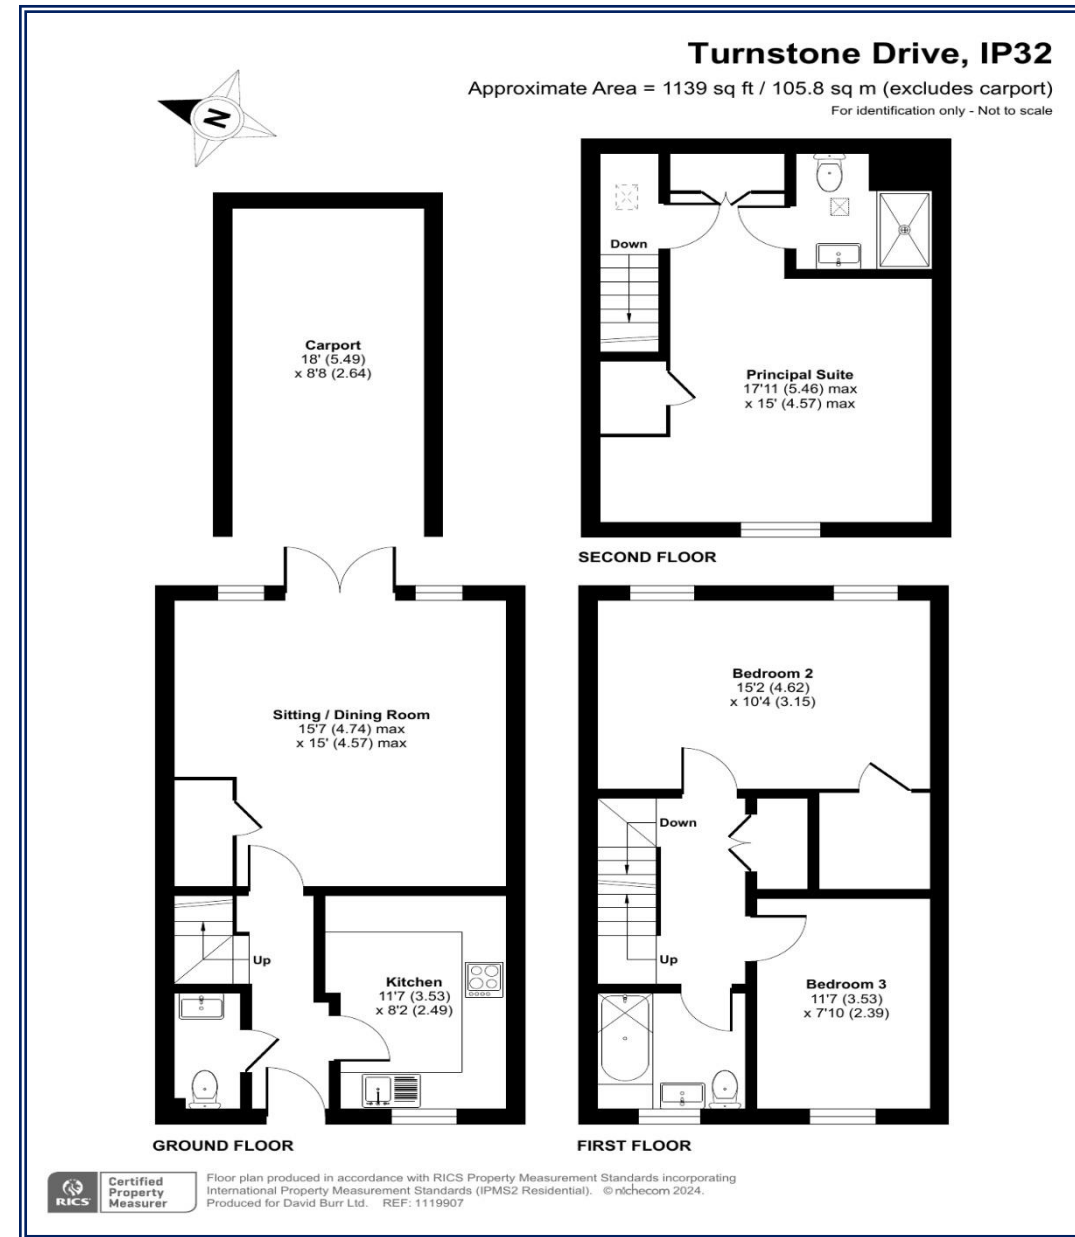 Turnstone Drive, IP32
Approximate Area = 1139 sq ft / 105.8 sq m (excludes carport)
For identification only - Not to scale
N
Down
Carport
18' (5.49)
x 8'8 (2.64)
Principal Suite
17'11 (5.46) max
x 15' (4.57) max
SECOND FLOOR
Bedroom 2
15'2 (4.62)
x 10'4 (3.15)
Sitting / Dining Room
15'7 (4.74) max
x 15' (4.57) max
Down
Up
Up
Kitchen
11'7 (3.53)
x 8'2 (2.49)
Bedroom 3
11'7 (3.53)
x 7'10 (2.39)
GROUND FLOOR
FIRST FLOOR
RICS
Certified
Property
Measurer
Floor plan produced in accordance with RICS Property Measurement Standards incorporating
International Property Measurement Standards (IPMS2 Residential). © nichecom 2024.
Produced for David Burr Ltd. REF: 1119907